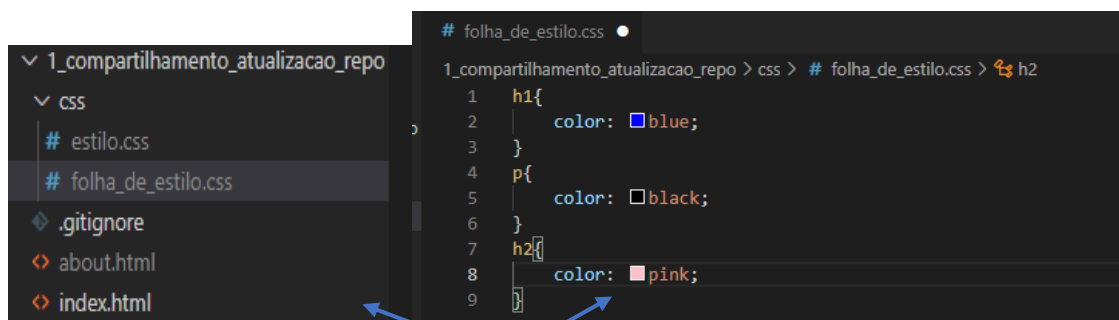 1_compartilhamento_atualizacao_repo
css
# estilo.css
# folha_de_estilo.css
.gitignore
<> about.html
<> index.html
# folha_de_estilo.css ●
1_compartilhamento_atualizacao_repo > css > # folha_de_estilo.css > h2
1 h1{
2 color: blue;
3 }
4 p{
5 color: black;
6 }
7 h2{
8 color: pink;
9 }